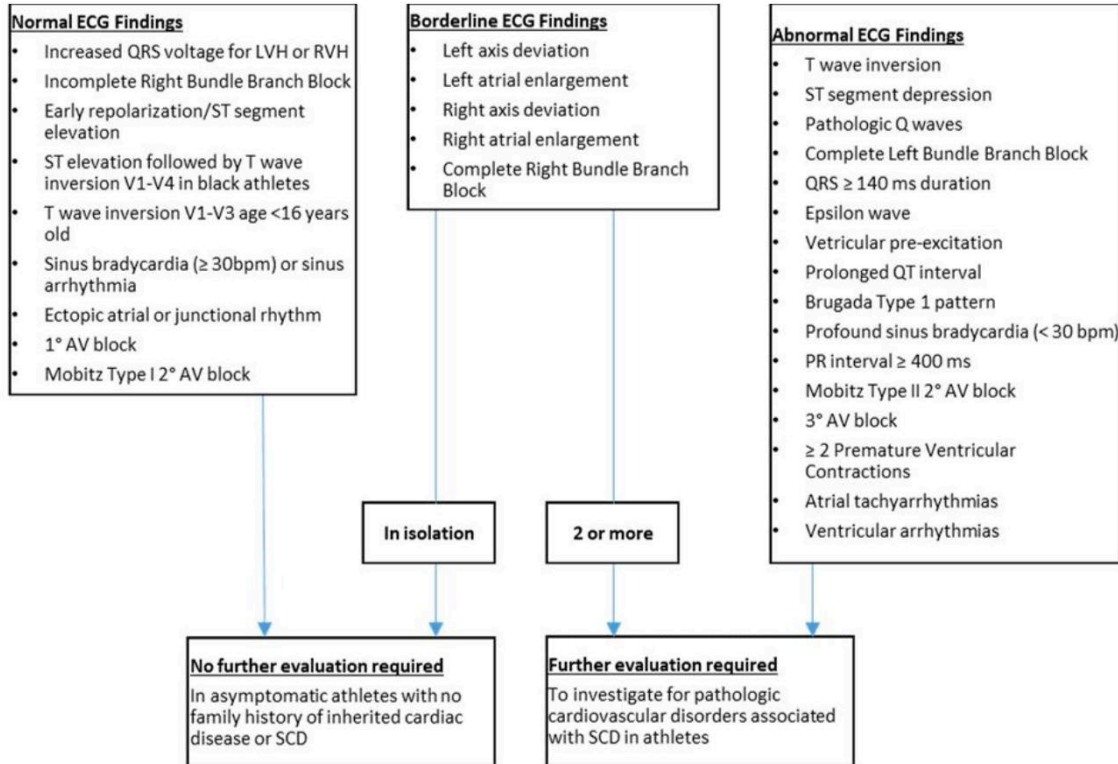 Normal ECG Findings
• Increased QRS voltage for LVH or RVH
• Incomplete Right Bundle Branch Block
• Early repolarization/ST segment
elevation
• ST elevation followed by T wave
inversion V1-V4 in black athletes
• T wave inversion V1-V3 age <16 years
old
• Sinus bradycardia (≥ 30bpm) or sinus
arrhythmia
• Ectopic atrial or junctional rhythm
• 1° AV block
• Mobitz Type I 2° AV block
Borderline ECG Findings
• Left axis deviation
• Left atrial enlargement
• Right axis deviation
• Right atrial enlargement
• Complete Right Bundle Branch
Block
Abnormal ECG Findings
• T wave inversion
• ST segment depression
• Pathologic Q waves
• Complete Left Bundle Branch Block
• QRS ≥ 140 ms duration
• Epsilon wave
• Vetricular pre-excitation
• Prolonged QT interval
• Brugada Type 1 pattern
• Profound sinus bradycardia (< 30 bpm)
• PR interval ≥ 400 ms
• Mobitz Type II 2° AV block
• 3° AV block
• ≥ 2 Premature Ventricular
Contractions
• Atrial tachyarrhythmias
• Ventricular arrhythmias
In isolation
2 or more
No further evaluation required
In asymptomatic athletes with no
family history of inherited cardiac
disease or SCD
Further evaluation required
To investigate for pathologic
cardiovascular disorders associated
with SCD in athletes